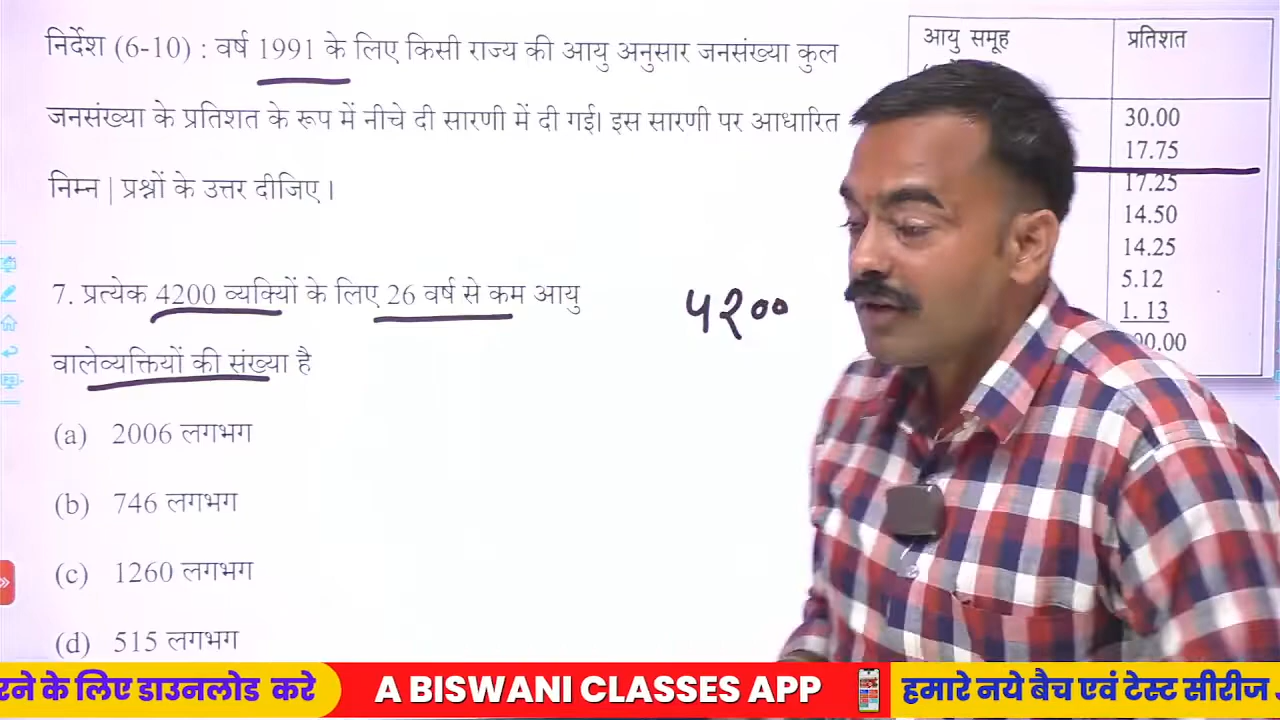 निर्देश (6-10) : वर्ष 1991 के लिए किसी राज्य की आयु अनुसार जनसंख्या कुल
जनसंख्या के प्रतिशत के रूप में नीचे दी सारणी में दी गई। इस सारणी पर आधारित
निम्न | प्रश्नों के उत्तर दीजिए ।
आयु समूह प्रतिशत
30.00
17.75
17.25
14.50
14.25
5.12
1. 13
00.00
7. प्रत्येक 4200 व्यक्यिों के लिए 26 वर्ष से कम आयु
वालेव्यक्तियों की संख्या है
५२००
(a) 2006 लगभग
(b) 746 लगभग
(c) 1260 लगभग
(d) 515 लगभग
रने के लिए डाउनलोड करे
A BISWANI CLASSES APP
हमारे नये बैच एवं टेस्ट सीरीज